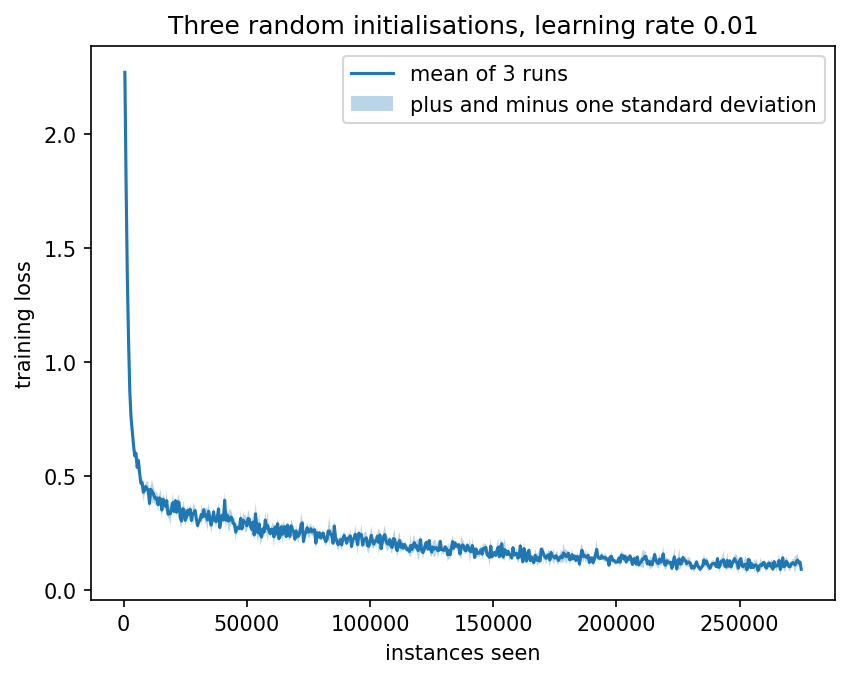 Three random initialisations, learning rate 0.01
mean of 3 runs
plus and minus one standard deviation
training loss
2.0
1.5
1.0
0.5
0.0
0
50000
100000
150000
200000
250000
instances seen